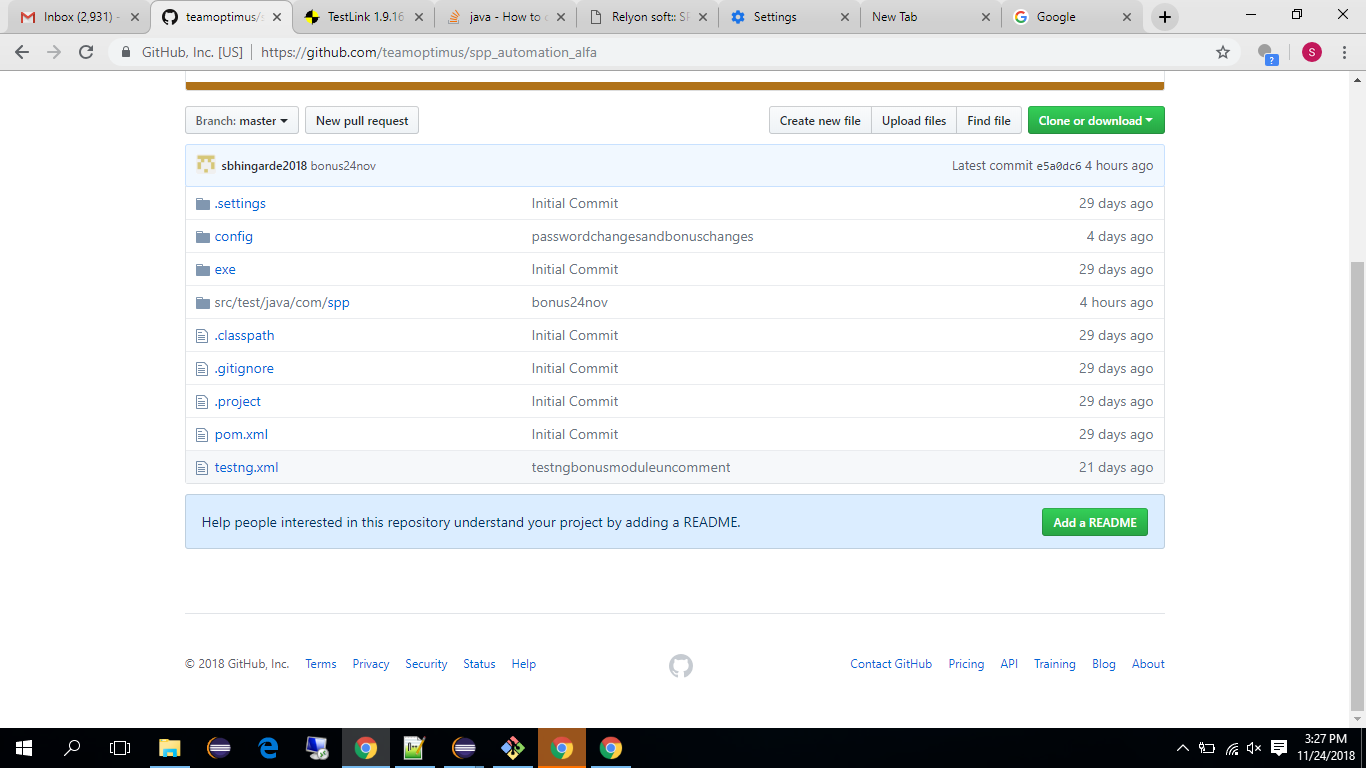 Inbox (2,931) -
teamoptimus/s
TestLink 1.9.16
java - How to c
Relyon soft:: SP
Settings
New Tab
Google
GitHub, Inc. [US]
https://github.com/teamoptimus/spp_automation_alfa
S
Branch: master
New pull request
Create new file
Upload files
Find file
Clone or download
sbhingarde2018 bonus24nov
Latest commit e5a0dc6 4 hours ago
.settings Initial Commit 29 days ago
config passwordchangesandbonuschanges 4 days ago
exe Initial Commit 29 days ago
src/test/java/com/spp bonus24nov 4 hours ago
.classpath Initial Commit 29 days ago
.gitignore Initial Commit 29 days ago
.project Initial Commit 29 days ago
pom.xml Initial Commit 29 days ago
testng.xml testngbonusmoduleuncomment 21 days ago
Help people interested in this repository understand your project by adding a README.
Add a README
© 2018 GitHub, Inc. Terms Privacy Security Status Help
Contact GitHub Pricing API Training Blog About
3:27 PM
11/24/2018